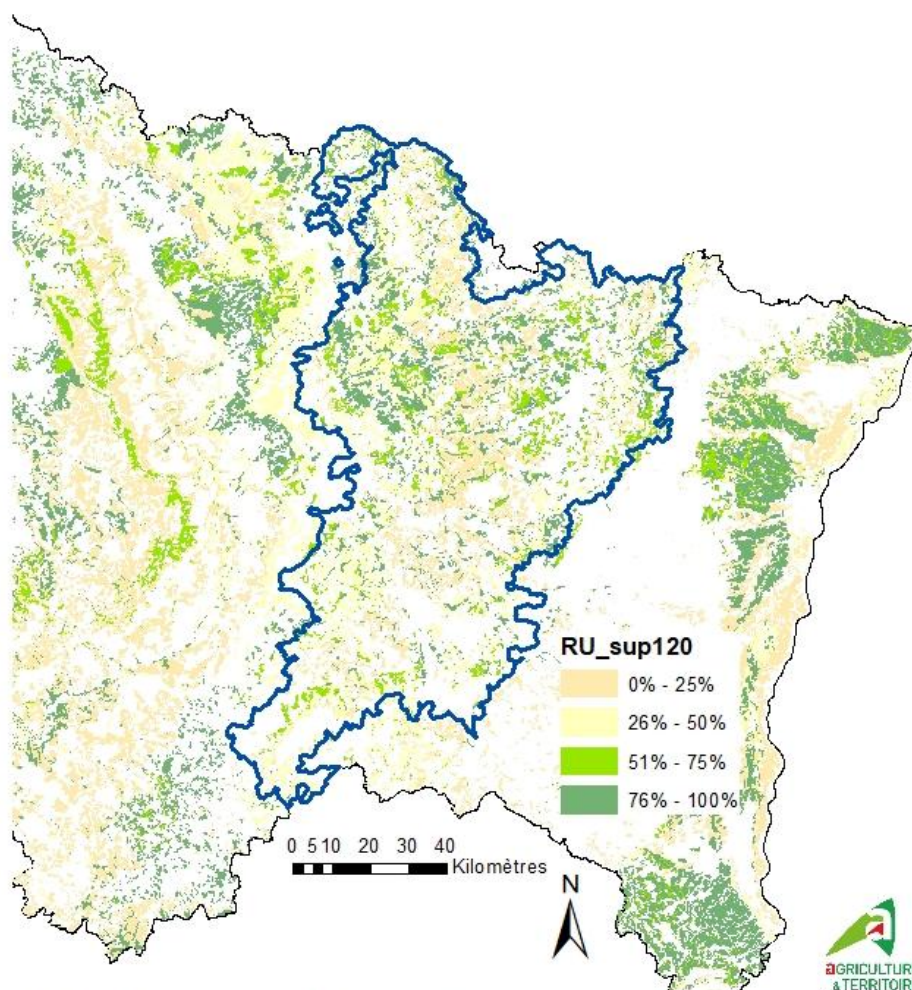 RU_sup120
0% - 25%
26% - 50%
51% - 75%
76% - 100%
0 5 10 20 30 40
Kilomètres
N
a
AGRICULTUR
& TERRITOIR